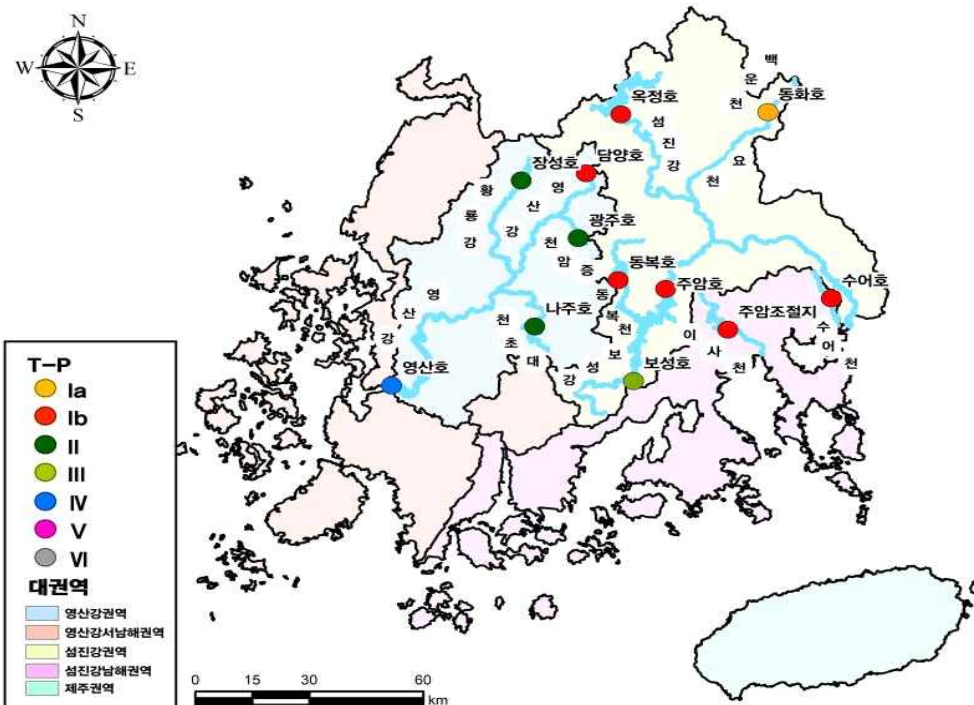 N
W E
S
백운천
동화호
옥정호
섬진강
요천
담양호
장성호
황룡강
영산강
광주호
증암천
동복호
주암호
동복천
수어호
주암조절지
수어천
이사천
나주호
대초천
영산강
영산호
보성호
보성강
T-P
Ia
Ib
II
III
IV
V
VI
대권역
영산강권역
영산강서남해권역
섬진강권역
섬진강남해권역
제주권역
0 15 30 60
km